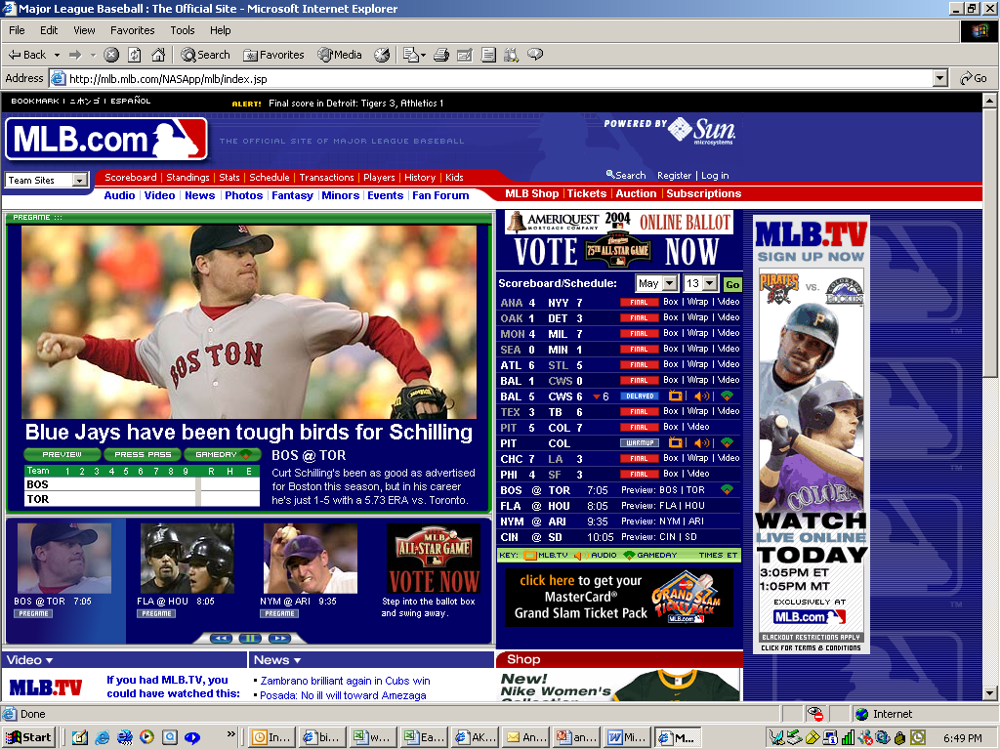 Major League Baseball : The Official Site - Microsoft Internet Explorer
File Edit View Favorites Tools Help
Back Search Favorites Media
Address http://mlb.mlb.com/NASApp/mlb/index.jsp Go
BOOKMARK | ニホンゴ | ESPAÑOL ALERT! Final score in Detroit: Tigers 3, Athletics 1
MLB.com THE OFFICIAL SITE OF MAJOR LEAGUE BASEBALL POWERED BY Sun microsystems
Search Register | Log in
Team Sites Scoreboard | Standings | Stats | Schedule | Transactions | Players | History | Kids
Audio | Video | News | Photos | Fantasy | Minors | Events | Fan Forum MLB Shop | Tickets | Auction | Subscriptions
PREGAME :::
BOSTON
Blue Jays have been tough birds for Schilling
PREVIEW PRESS PASS GAMEDAY BOS @ TOR
Team 1 2 3 4 5 6 7 8 9 R H E
BOS
TOR
Curt Schilling's been as good as advertised
for Boston this season, but in his career
he's just 1-5 with a 5.73 ERA vs. Toronto.
BOS @ TOR 7:05
PREGAME
FLA @ HOU 8:05
PREGAME
NYM @ ARI 9:35
PREGAME
MLB ALL-STAR GAME
VOTE NOW
Step into the ballot box
and swing away.
Video
MLB.TV
If you had MLB.TV, you
could have watched this:
News
Zambrano brilliant again in Cubs win
Posada: No ill will toward Amezaga
AMERIQUEST MORTGAGE COMPANY 2004 ONLINE BALLOT
VOTE 75TH ALL-STAR GAME NOW
Scoreboard/Schedule: May 13 Go
ANA 4 NYY 7 FINAL Box | Wrap | Video
OAK 1 DET 3 FINAL Box | Wrap | Video
MON 4 MIL 7 FINAL Box | Wrap | Video
SEA 0 MIN 1 FINAL Box | Wrap | Video
ATL 6 STL 5 FINAL Box | Wrap | Video
BAL 1 CWS 0 FINAL Box | Wrap | Video
BAL 5 CWS 6 6 DELAYED
TEX 3 TB 6 FINAL Box | Wrap | Video
PIT 5 COL 7 FINAL Box | Video
PIT COL WARMUP
CHC 7 LA 3 FINAL Box | Wrap | Video
PHI 4 SF 3 FINAL Box | Wrap | Video
BOS @ TOR 7:05 Preview: BOS | TOR
FLA @ HOU 8:05 Preview: FLA | HOU
NYM @ ARI 9:35 Preview: NYM | ARI
CIN @ SD 10:05 Preview: CIN | SD
KEY: MLB.TV AUDIO GAMEDAY TIMES ET
click here to get your
MasterCard®
Grand Slam Ticket Pack
GRAND SLAM TICKET PACK
MLB.com
Shop
New!
Nike Women's
Collection
MLB.TV
SIGN UP NOW
PIRATES VS. COLORADO ROCKIES
P
COLORADO
WATCH
LIVE ONLINE
TODAY
3:05PM ET
1:05PM MT
EXCLUSIVELY AT
MLB.com
BLACKOUT RESTRICTIONS APPLY
CLICK FOR TERMS & CONDITIONS
Done Internet
Start In... bi... w... Ea... AK... An... an... Mi... M... 6:49 PM